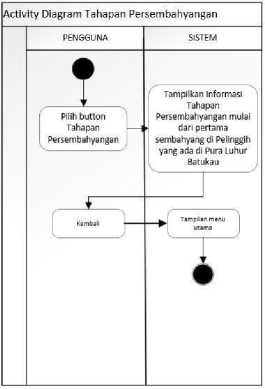 Activity Diagram Tahapan Persembahyangan
PENGGUNA
SISTEM
Pilih button
Tahapan
Persembahyangan
Tampilkan Informasi
Tahapan
Persembahyangan mulai
dari pertama
sembahyang di Pelinggih
yang ada di Pura Luhur
Batukau
Kembali
Tampilan menu
utama